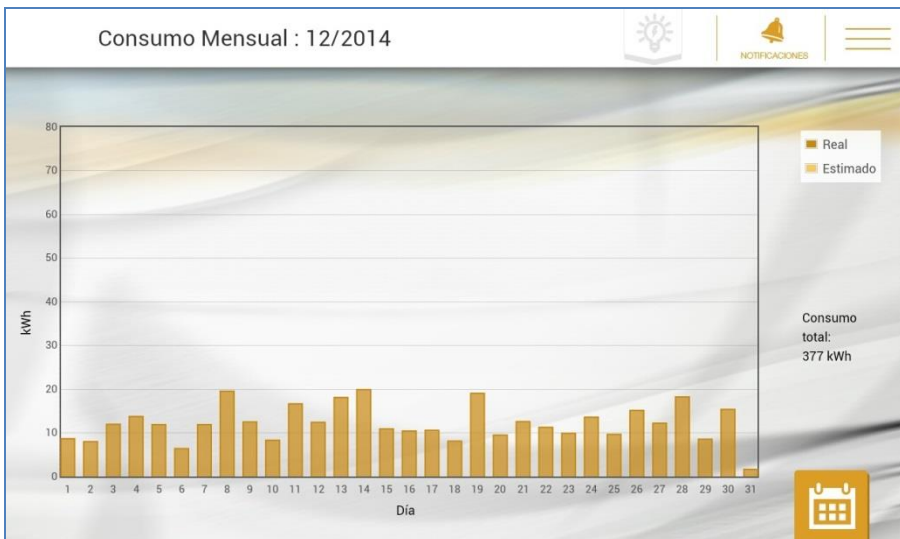 Consumo Mensual : 12/2014
NOTIFICACIONES
80
70
60
50
40
30
20
10
0
kWh
1 2 3 4 5 6 7 8 9 10 11 12 13 14 15 16 17 18 19 20 21 22 23 24 25 26 27 28 29 30 31
Día
Real
Estimado
Consumo
total:
377 kWh